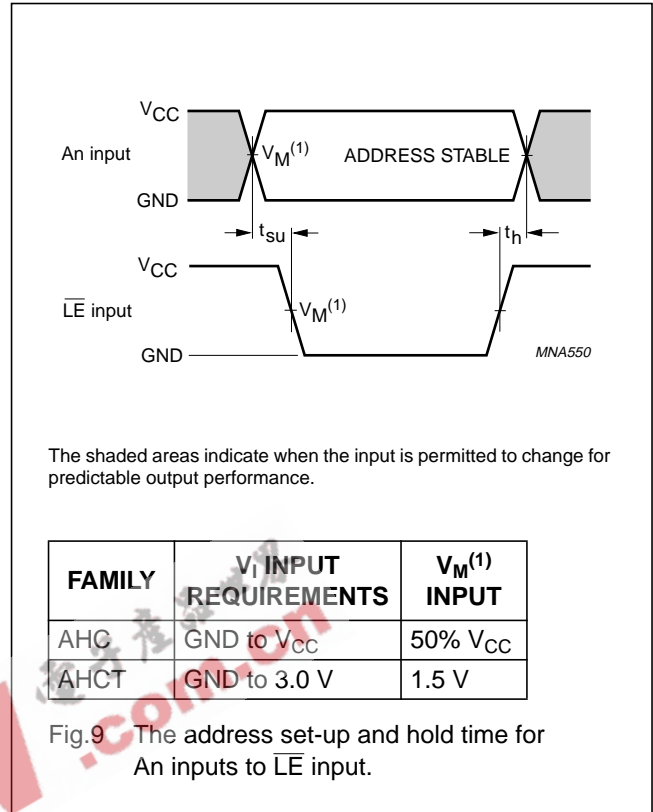 VCC
An input
VM(1)
ADDRESS STABLE
GND
tsu
th
VCC
LE input
VM(1)
GND
MNA550
The shaded areas indicate when the input is permitted to change for
predictable output performance.
FAMILY VI INPUT REQUIREMENTS VM(1) INPUT
AHC GND to VCC 50% VCC
AHCT GND to 3.0 V 1.5 V
Fig.9 The address set-up and hold time for
An inputs to LE input.
.com.cn